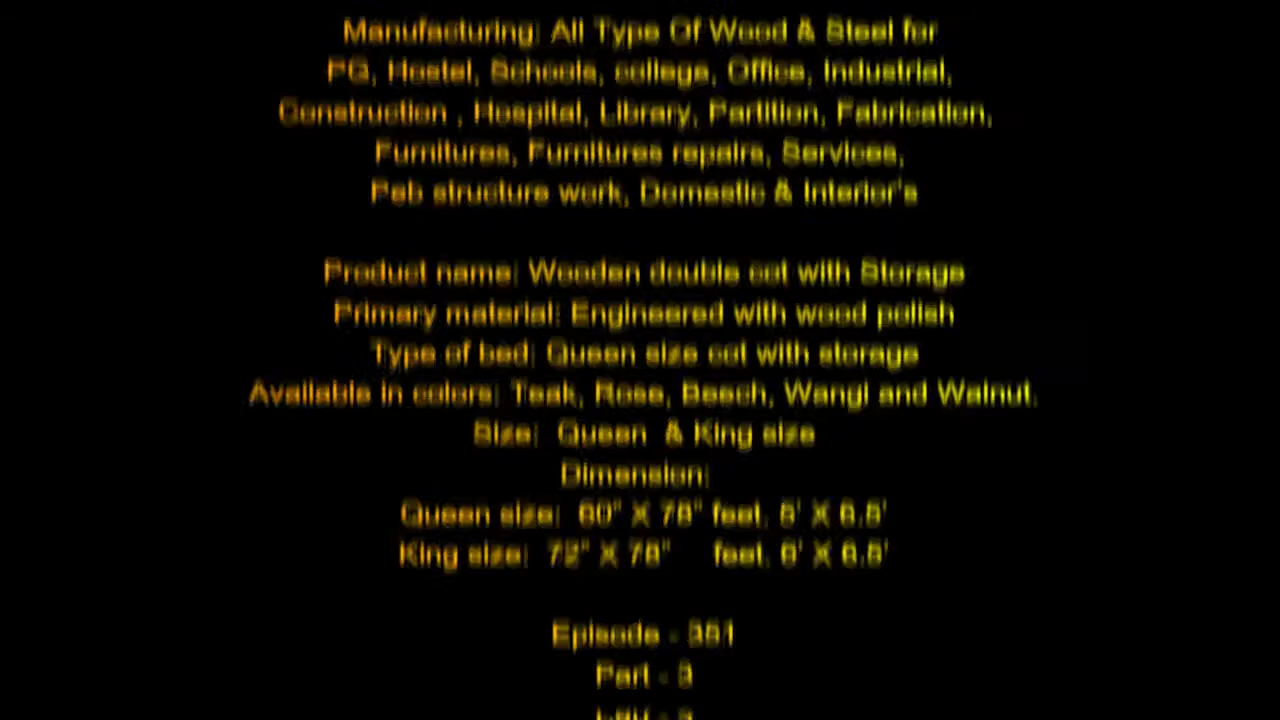 Manufacturing: All Type Of Wood & Steel for
PG, Hostel, Schools, college, Office, Industrial,
Construction , Hospital, Library, Partition, Fabrication,
Furnitures, Furnitures repairs, Services,
Peb structure work, Domestic & Interior's
Product name: Wooden double cot with Storage
Primary material: Engineered with wood polish
Type of bed: Queen size cot with storage
Available in colors: Teak, Rose, Beech, Wangi and Walnut.
Size: Queen & King size
Dimension:
Queen size: 60" X 78" feet. 5' X 6.5'
King size: 72" X 78" feet. 6' X 6.5'
Episode - 351
Part - 3